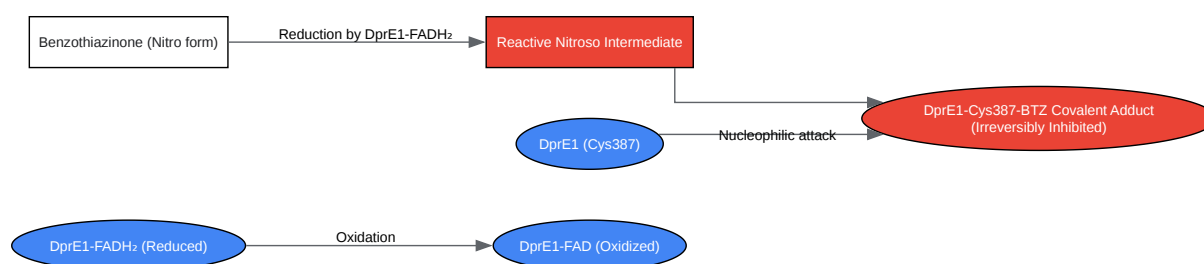 Benzothiazinone (Nitro form)
Reduction by DprE1-FADH₂
Reactive Nitroso Intermediate
DprE1-Cys387-BTZ Covalent Adduct
(Irreversibly Inhibited)
DprE1 (Cys387)
Nucleophilic attack
DprE1-FADH₂ (Reduced)
Oxidation
DprE1-FAD (Oxidized)